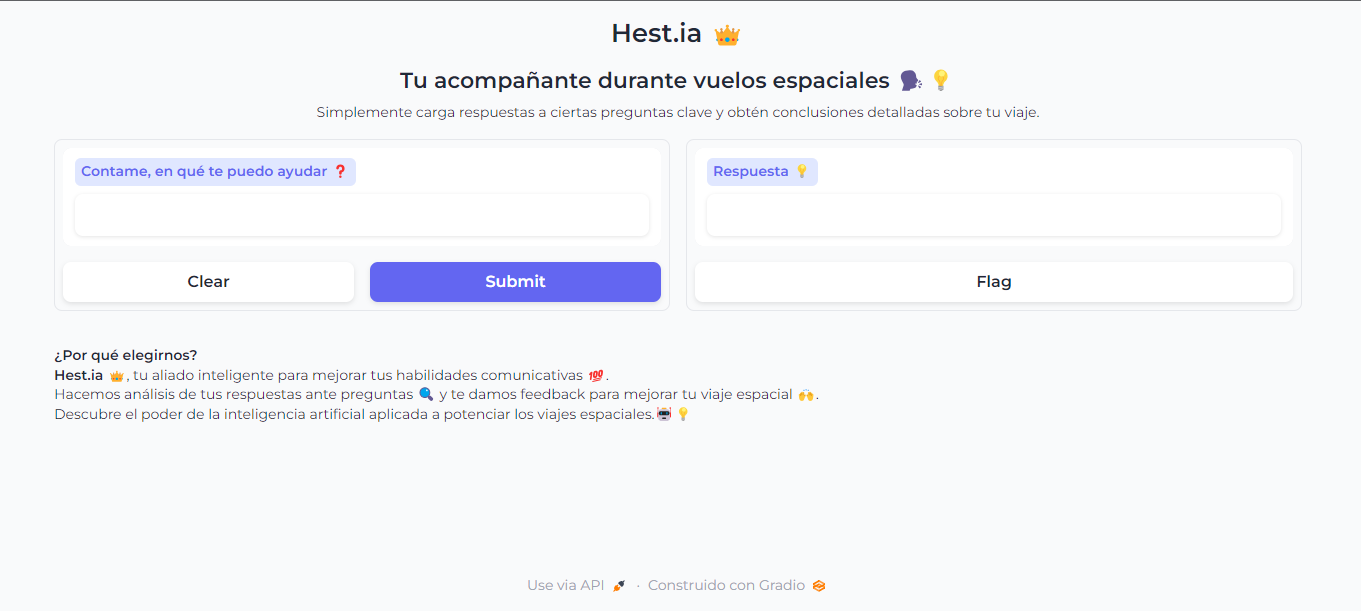 Hest.ia 👑
Tu acompañante durante vuelos espaciales 🗣️ 💡
Simplemente carga respuestas a ciertas preguntas clave y obtén conclusiones detalladas sobre tu viaje.
Contame, en qué te puedo ayudar ❓
Respuesta 💡
Clear
Submit
Flag
¿Por qué elegirnos?
Hest.ia 👑, tu aliado inteligente para mejorar tus habilidades comunicativas 💯.
Hacemos análisis de tus respuestas ante preguntas 🔍 y te damos feedback para mejorar tu viaje espacial 🙌.
Descubre el poder de la inteligencia artificial aplicada a potenciar los viajes espaciales.🤖💡
Use via API 🚀 · Construido con Gradio